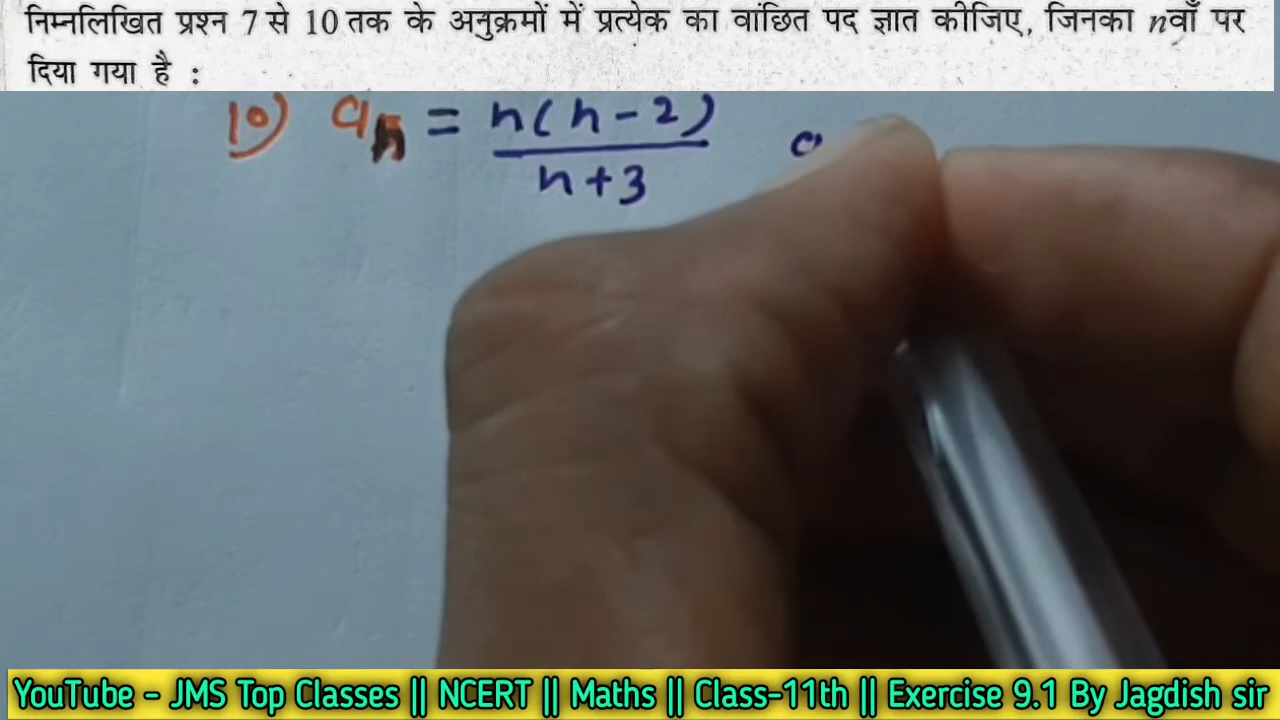 निम्नलिखित प्रश्न 7 से 10 तक के अनुक्रमों में प्रत्येक का वांछित पद ज्ञात कीजिए, जिनका nवाँ पर
दिया गया है :
10) an = n(n-2)
n+3
YouTube - JMS Top Classes || NCERT || Maths || Class-11th || Exercise 9.1 By Jagdish sir